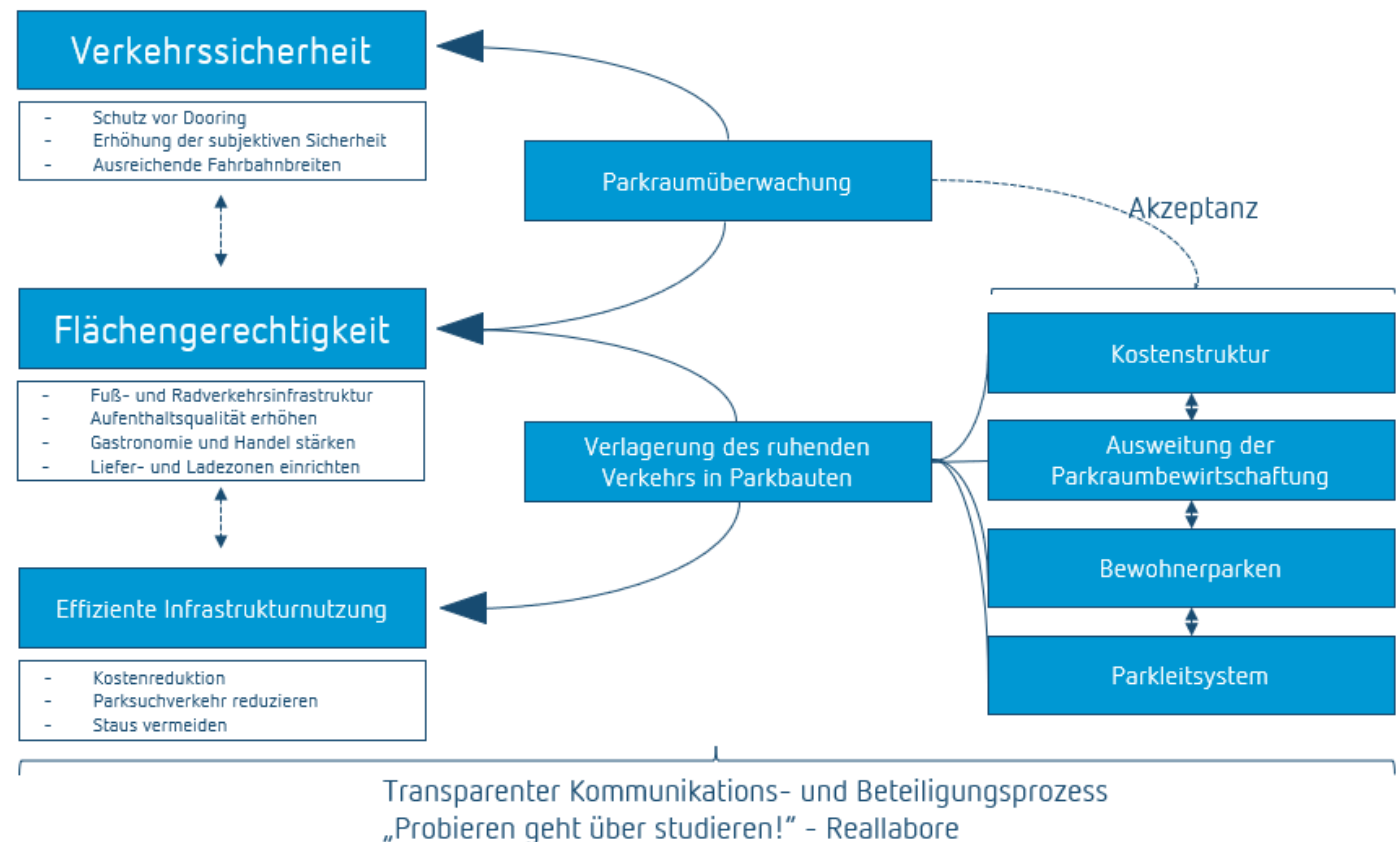 Verkehrssicherheit
- Schutz vor Dooring
- Erhöhung der subjektiven Sicherheit
- Ausreichende Fahrbahnbreiten
Flächengerechtigkeit
- Fuß- und Radverkehrsinfrastruktur
- Aufenthaltsqualität erhöhen
- Gastronomie und Handel stärken
- Liefer- und Ladezonen einrichten
Effiziente Infrastrukturnutzung
- Kostenreduktion
- Parksuchverkehr reduzieren
- Staus vermeiden
Parkraumüberwachung
Verlagerung des ruhenden
Verkehrs in Parkbauten
Akzeptanz
Kostenstruktur
Ausweitung der
Parkraumbewirtschaftung
Bewohnerparken
Parkleitsystem
Transparenter Kommunikations- und Beteiligungsprozess
„Probieren geht über studieren!“ - Reallabore